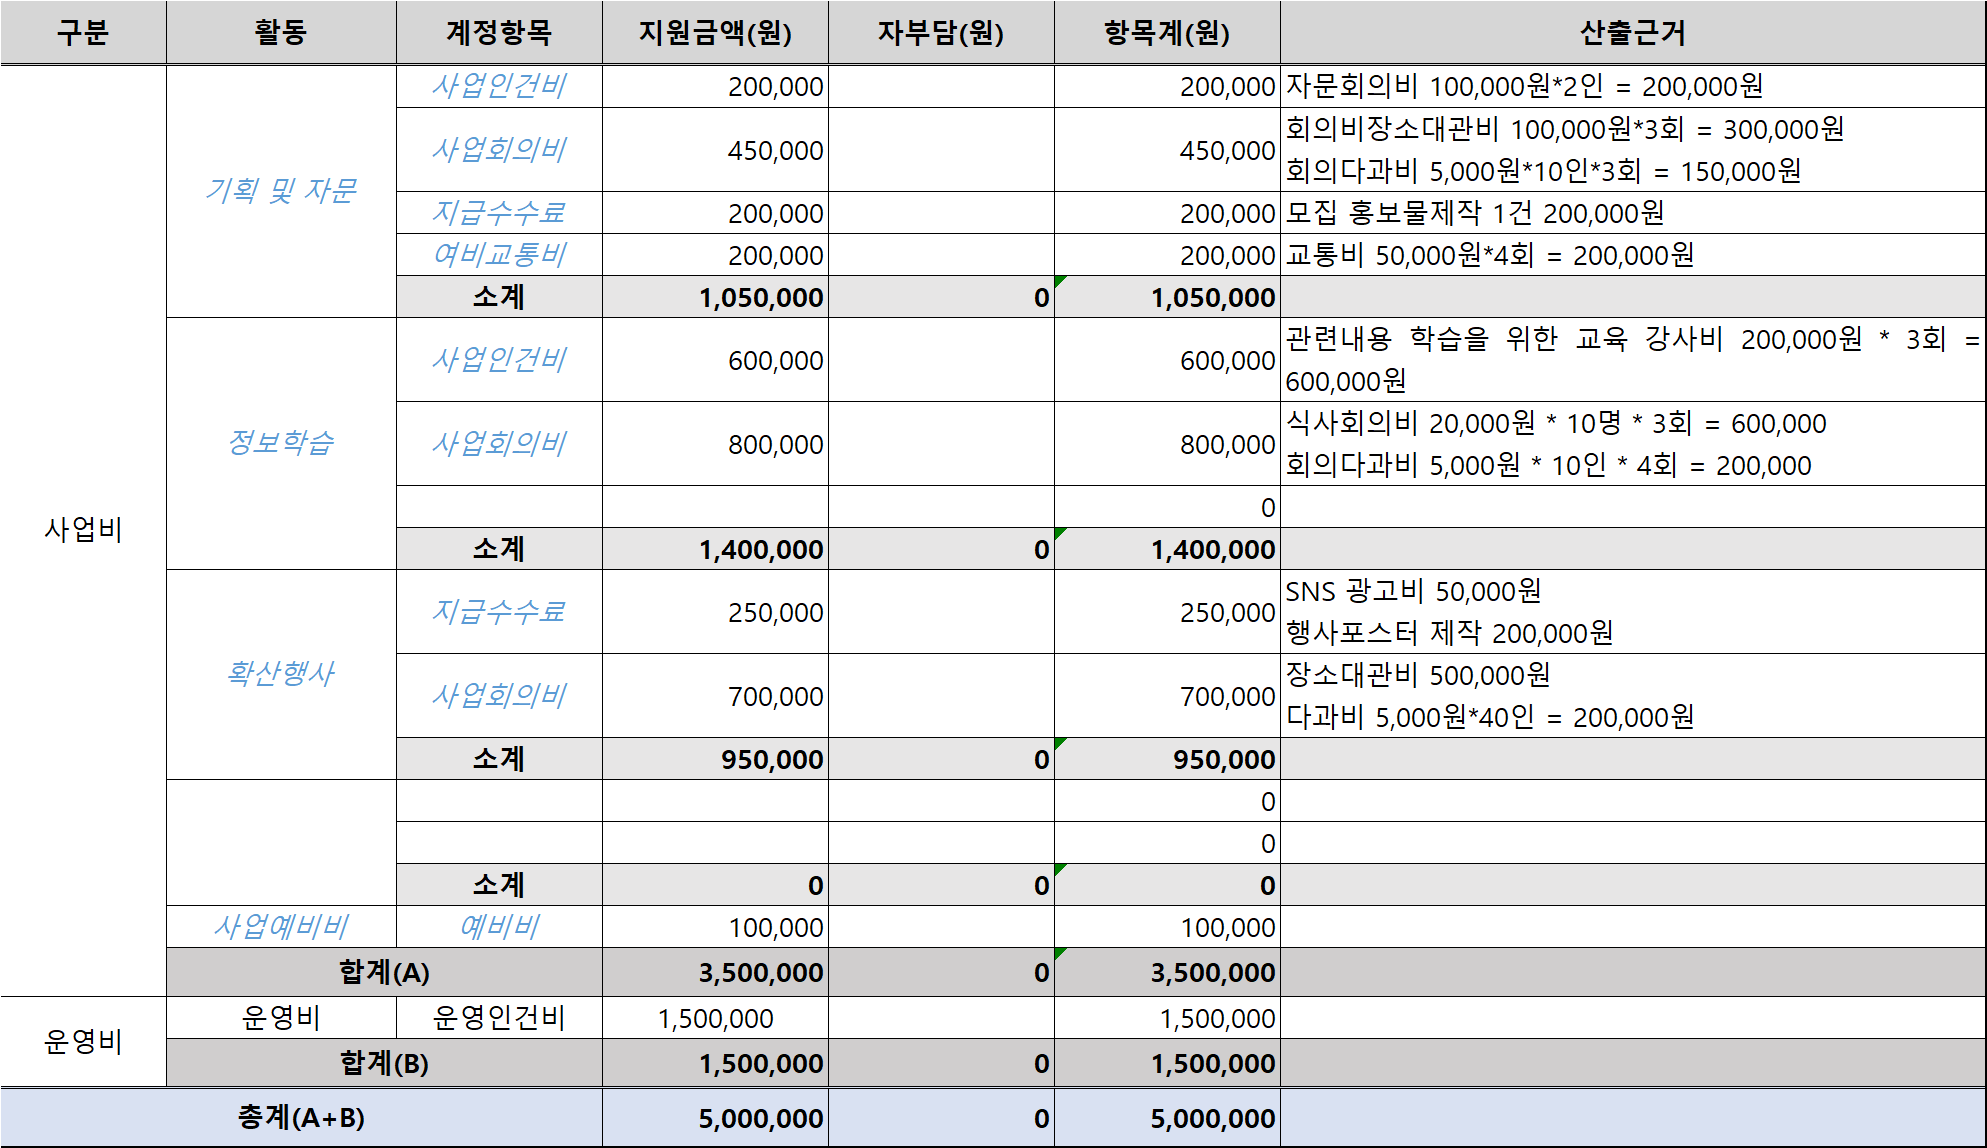 구분 활동 계정항목 지원금액(원) 자부담(원) 항목계(원) 산출근거
사업비
기획 및 자문
사업인건비 200,000 200,000 자문회의비 100,000원*2인 = 200,000원
사업회의비 450,000 450,000 회의비장소대관비 100,000원*3회 = 300,000원
회의다과비 5,000원*10인*3회 = 150,000원
지급수수료 200,000 200,000 모집 홍보물제작 1건 200,000원
여비교통비 200,000 200,000 교통비 50,000원*4회 = 200,000원
소계 1,050,000 0 1,050,000
정보학습
사업인건비 600,000 600,000 관련내용 학습을 위한 교육 강사비 200,000원 * 3회 =
600,000원
사업회의비 800,000 800,000 식사회의비 20,000원 * 10명 * 3회 = 600,000
회의다과비 5,000원 * 10인 * 4회 = 200,000
0
소계 1,400,000 0 1,400,000
확산행사
지급수수료 250,000 250,000 SNS 광고비 50,000원
행사포스터 제작 200,000원
사업회의비 700,000 700,000 장소대관비 500,000원
다과비 5,000원*40인 = 200,000원
소계 950,000 0 950,000
0
0
소계 0 0 0
사업예비비 예비비 100,000 100,000
합계(A) 3,500,000 0 3,500,000
운영비
운영비 운영인건비 1,500,000 1,500,000
합계(B) 1,500,000 0 1,500,000
총계(A+B) 5,000,000 0 5,000,000